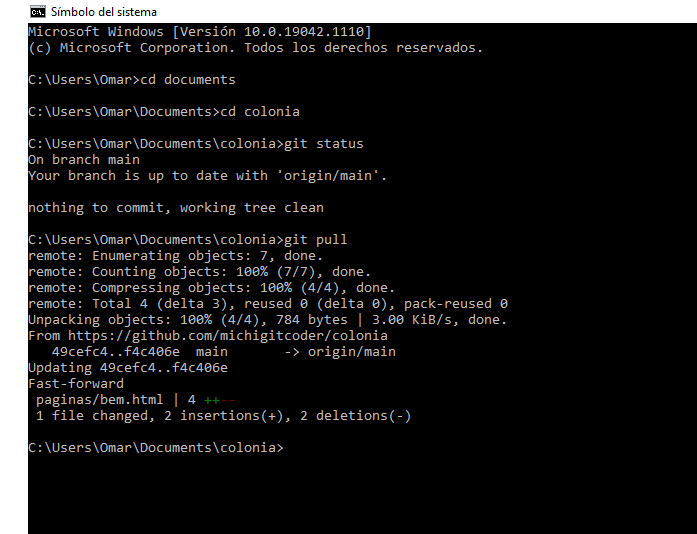 Símbolo del sistema
Microsoft Windows [Versión 10.0.19042.1110]
(c) Microsoft Corporation. Todos los derechos reservados.
C:\Users\Omar>cd documents
C:\Users\Omar\Documents>cd colonia
C:\Users\Omar\Documents\colonia>git status
On branch main
Your branch is up to date with 'origin/main'.
nothing to commit, working tree clean
C:\Users\Omar\Documents\colonia>git pull
remote: Enumerating objects: 7, done.
remote: Counting objects: 100% (7/7), done.
remote: Compressing objects: 100% (4/4), done.
remote: Total 4 (delta 3), reused 0 (delta 0), pack-reused 0
Unpacking objects: 100% (4/4), 784 bytes | 3.00 KiB/s, done.
From https://github.com/michigitcoder/colonia
   49cefc4..f4c406e  main       -> origin/main
Updating 49cefc4..f4c406e
Fast-forward
 paginas/bem.html | 4 ++--
 1 file changed, 2 insertions(+), 2 deletions(-)
C:\Users\Omar\Documents\colonia>